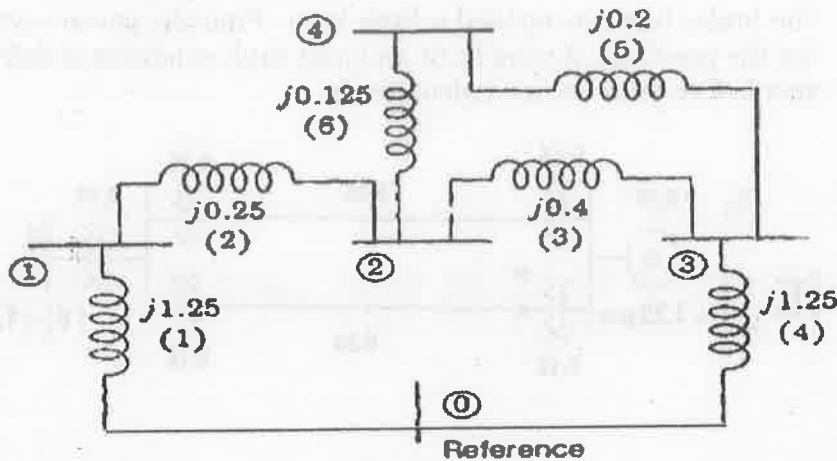 ④
j0.2
(5)
j0.125
(6)
j0.25
(2)
j0.4
(3)
①
②
③
j1.25
(1)
j1.25
(4)
⓪
Reference